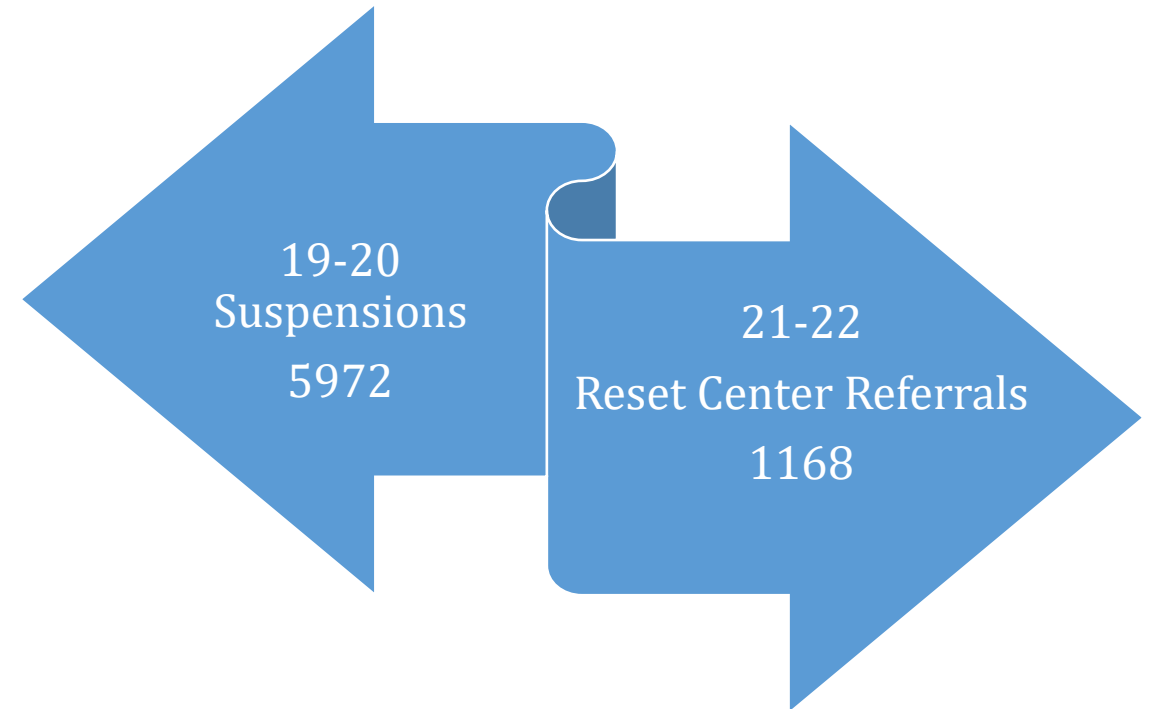 19-20
Suspensions
5972
21-22
Reset Center Referrals
1168